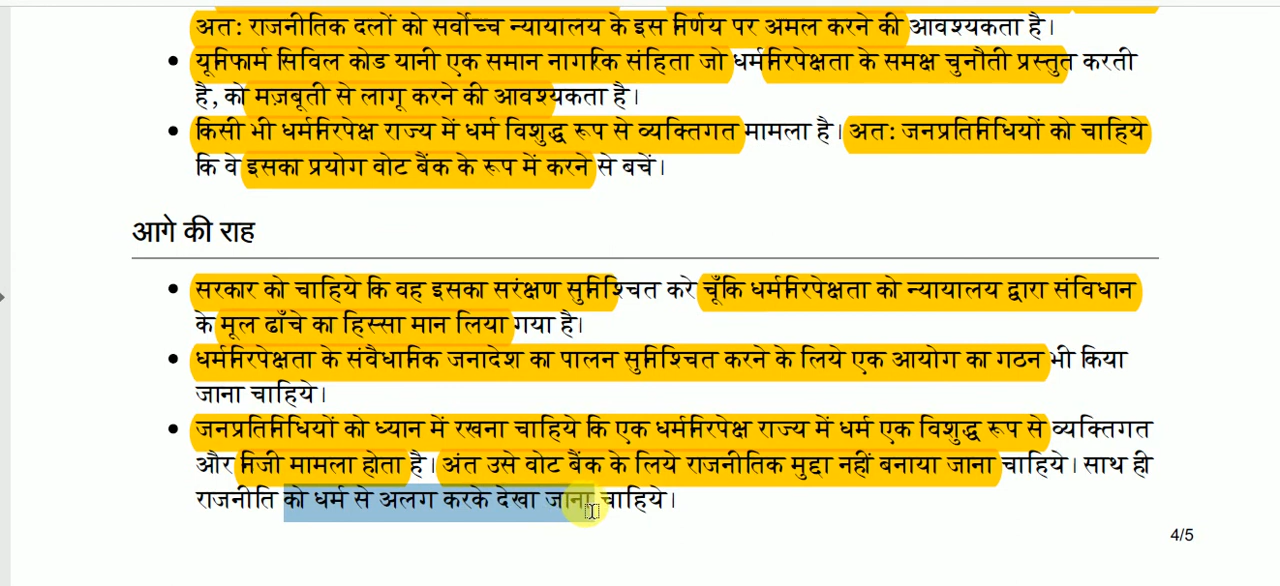 अतः राजनीतिक दलों को सर्वोच्च न्यायालय के इस निर्णय पर अमल करने की आवश्यकता है।
• यूनिफार्म सिविल कोड यानी एक समान नागरिक संहिता जो धर्मनिरपेक्षता के समक्ष चुनौती प्रस्तुत करती
है, को मज़बूती से लागू करने की आवश्यकता है।
• किसी भी धर्मनिरपेक्ष राज्य में धर्म विशुद्ध रूप से व्यक्तिगत मामला है। अतः जनप्रतिनिधियों को चाहिये
कि वे इसका प्रयोग वोट बैंक के रूप में करने से बचें।
आगे की राह
• सरकार को चाहिये कि वह इसका सरंक्षण सुनिश्चित करे चूँकि धर्मनिरपेक्षता को न्यायालय द्वारा संविधान
के मूल ढाँचे का हिस्सा मान लिया गया है।
• धर्मनिरपेक्षता के संवैधानिक जनादेश का पालन सुनिश्चित करने के लिये एक आयोग का गठन भी किया
जाना चाहिये।
• जनप्रतिनिधियों को ध्यान में रखना चाहिये कि एक धर्मनिरपेक्ष राज्य में धर्म एक विशुद्ध रूप से व्यक्तिगत
और निजी मामला होता है। अंत उसे वोट बैंक के लिये राजनीतिक मुद्दा नहीं बनाया जाना चाहिये। साथ ही
राजनीति को धर्म से अलग करके देखा जाना चाहिये।
4/5